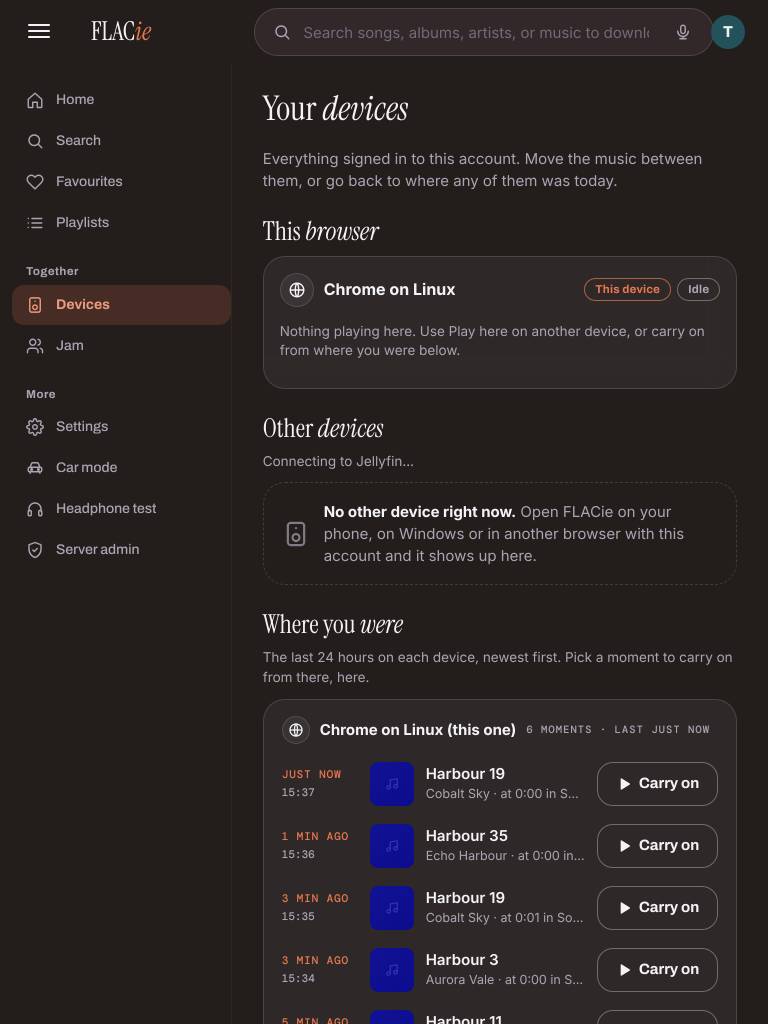 FLACie
Search songs, albums, artists, or music to downlo
T
Home
Search
Favourites
Playlists
Together
Devices
Jam
More
Settings
Car mode
Headphone test
Server admin
Your devices
Everything signed in to this account. Move the music between
them, or go back to where any of them was today.
This browser
Chrome on Linux
This device
Idle
Nothing playing here. Use Play here on another device, or carry on
from where you were below.
Other devices
Connecting to Jellyfin...
No other device right now. Open FLACie on your
phone, on Windows or in another browser with this
account and it shows up here.
Where you were
The last 24 hours on each device, newest first. Pick a moment to carry on
from there, here.
Chrome on Linux (this one) 6 MOMENTS · LAST JUST NOW
JUST NOW
15:37
Harbour 19
Cobalt Sky · at 0:00 in S...
Carry on
1 MIN AGO
15:36
Harbour 35
Echo Harbour · at 0:00 in...
Carry on
3 MIN AGO
15:35
Harbour 19
Cobalt Sky · at 0:01 in So...
Carry on
3 MIN AGO
15:34
Harbour 3
Aurora Vale · at 0:00 in S...
Carry on
5 MIN AGO
Harbour 11